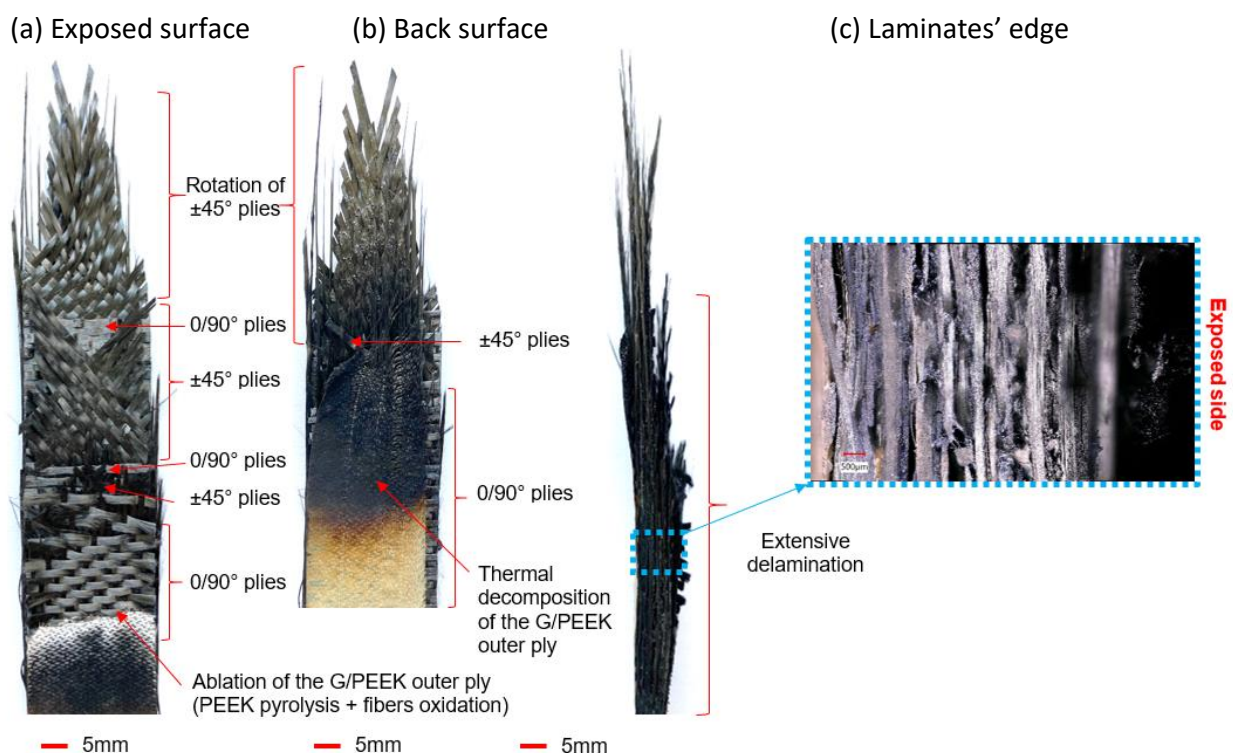 (a) Exposed surface
(b) Back surface
(c) Laminates’ edge
Rotation of
±45° plies
0/90° plies
±45° plies
0/90° plies
±45° plies
0/90° plies
Ablation of the G/PEEK outer ply
(PEEK pyrolysis + fibers oxidation)
±45° plies
0/90° plies
Thermal
decomposition
of the G/PEEK
outer ply
Extensive
delamination
500µm
Exposed side
5mm
5mm
5mm